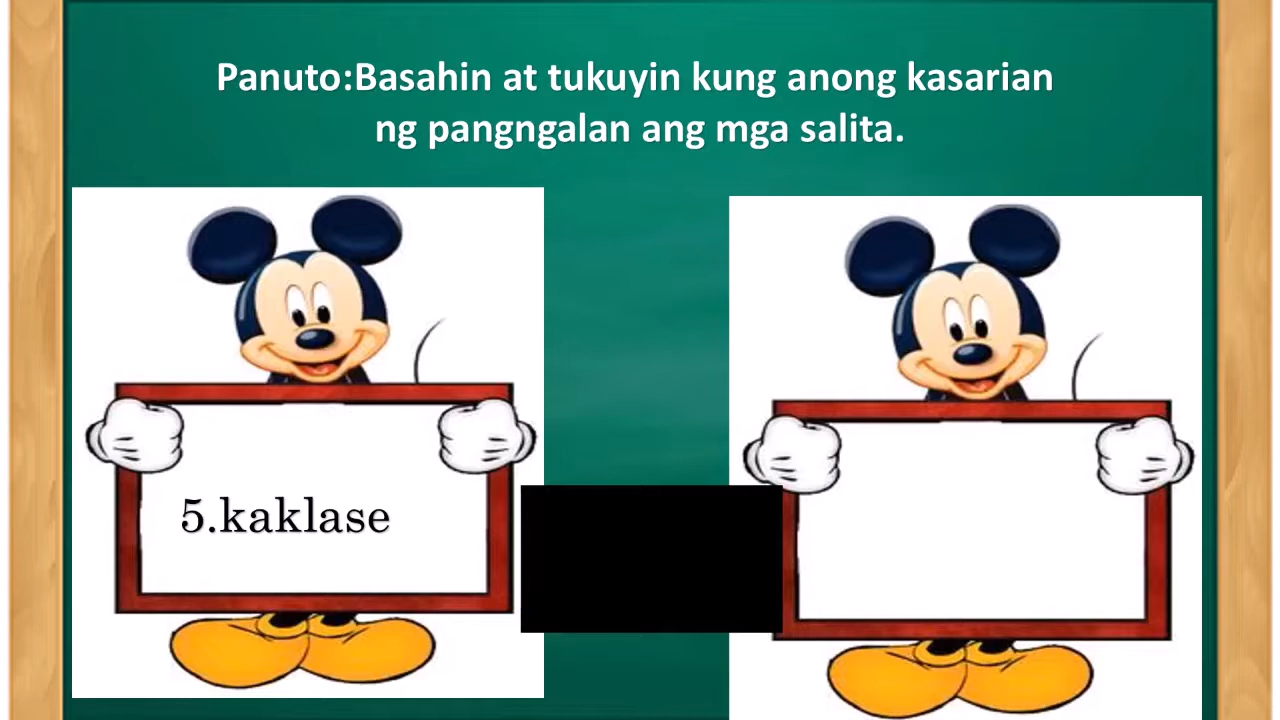 Panuto:Basahin at tukuyin kung anong kasarian
ng pangngalan ang mga salita.
5.kaklase